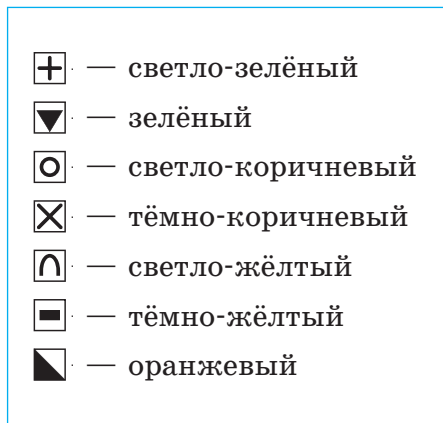 — светло-зелёный
— зелёный
— светло-коричневый
— тёмно-коричневый
— светло-жёлтый
— тёмно-жёлтый
— оранжевый